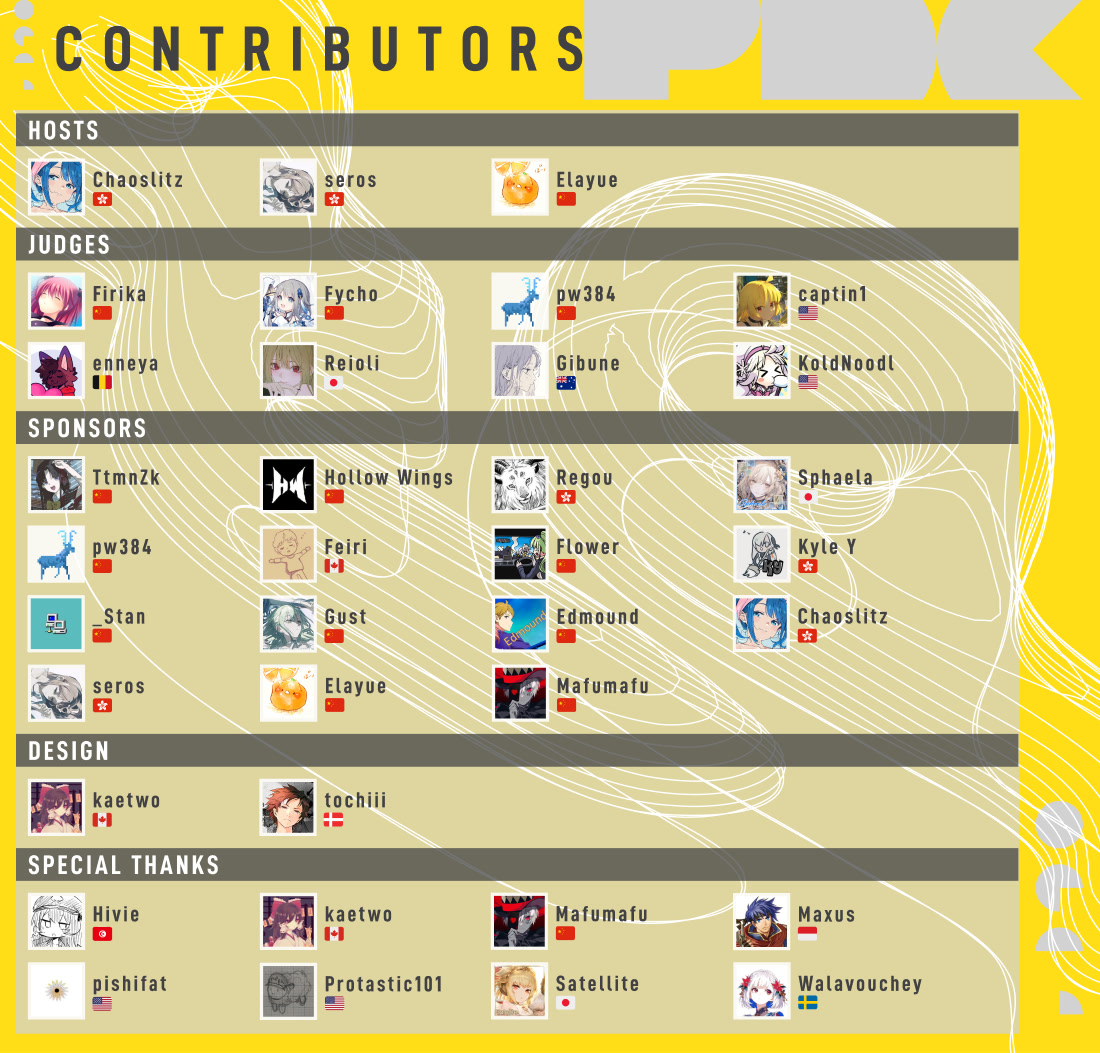 CONTRIBUTORS
HOSTS
Chaoslitz
seros
Elayue
JUDGES
Firika
Fycho
pw384
captin1
enneya
Reioli
Gibune
KoldNoodl
SPONSORS
TtmnZk
Hollow Wings
Regou
Sphaela
pw384
Feiri
Flower
Kyle Y
_Stan
Gust
Edmound
Edmound
Chaoslitz
seros
Elayue
Mafumafu
DESIGN
kaetwo
tochiii
SPECIAL THANKS
Hivie
kaetwo
Mafumafu
Maxus
pishifat
Protastic101
Satellite
Walavouchey